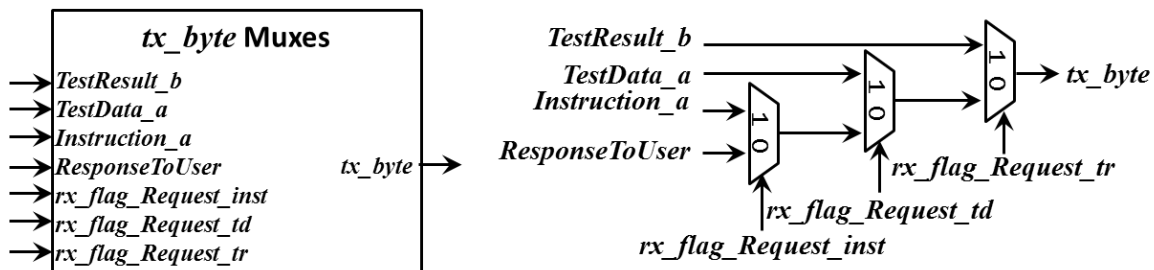 tx_byte Muxes
TestResult_b
TestData_a
Instruction_a
ResponseToUser
tx_byte
rx_flag_Request_inst
rx_flag_Request_td
rx_flag_Request_tr
TestResult_b
TestData_a
Instruction_a
ResponseToUser
1 0
1 0
1 0
tx_byte
rx_flag_Request_tr
rx_flag_Request_td
rx_flag_Request_inst